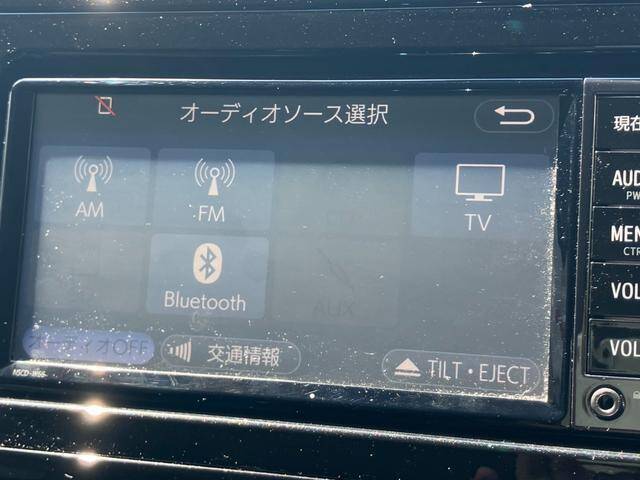 オーディオソース選択
現在
AM
FM
TV
AUD
PW
MEN
CTR
Bluetooth
AUX
VOL
VOL
オーディオOFF
交通情報
TILT・EJECT